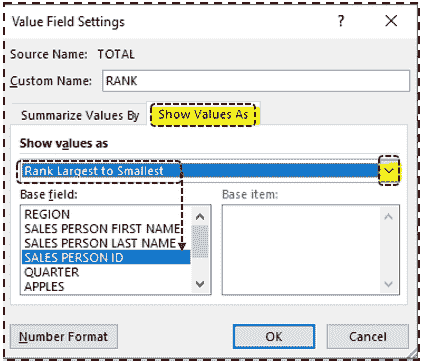 Value Field Settings ? ×
Source Name: TOTAL
Custom Name: RANK
Summarize Values By Show Values As
Show values as
Rank Largest to Smallest
Base field: Base item:
REGION
SALES PERSON FIRST NAME
SALES PERSON LAST NAME
SALES PERSON ID
QUARTER
APPLES
Number Format OK Cancel